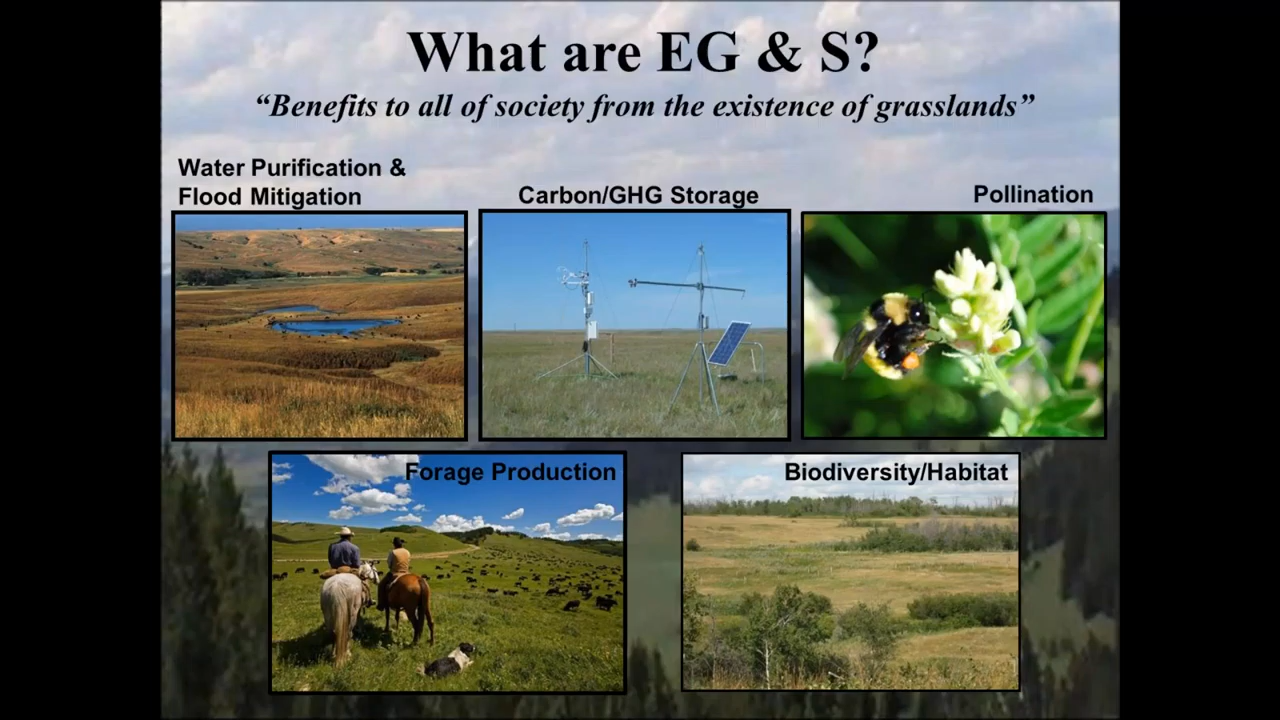 What are EG & S?
“Benefits to all of society from the existence of grasslands”
Water Purification &
Flood Mitigation
Carbon/GHG Storage
Pollination
Forage Production
Biodiversity/Habitat